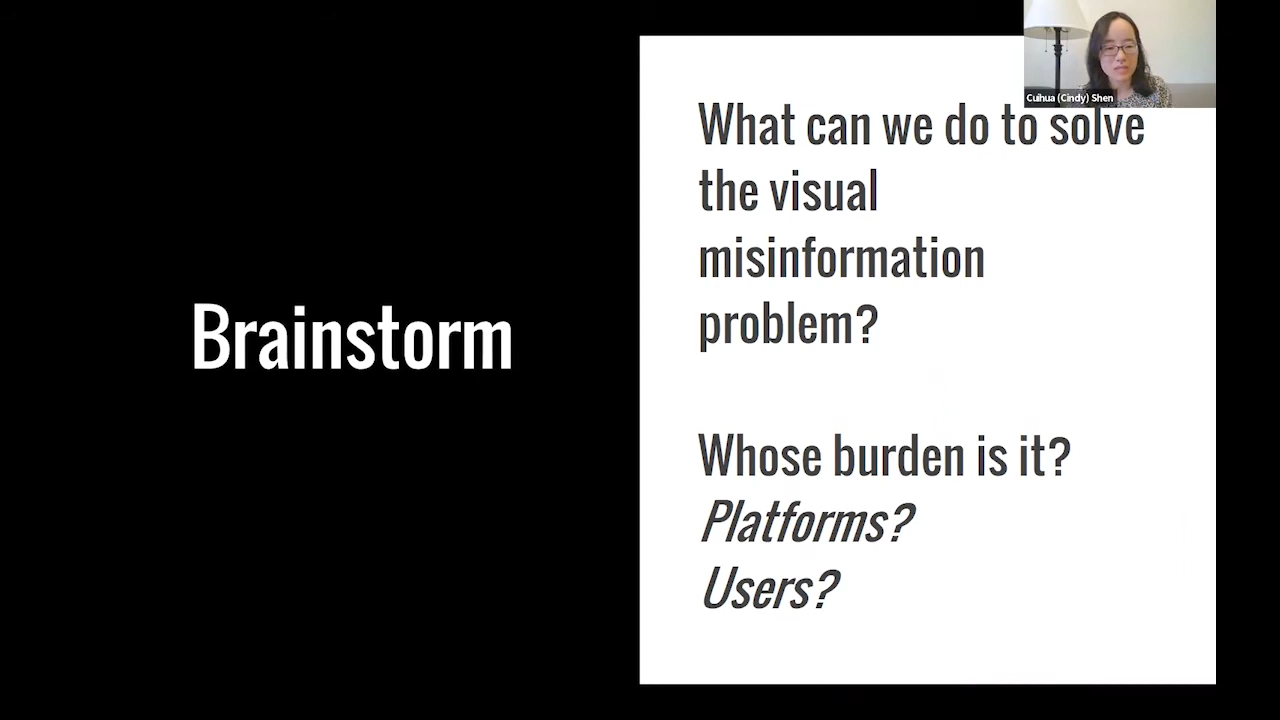 Brainstorm
Cuihua (Cindy) Shen
What can we do to solve
the visual
misinformation
problem?
Whose burden is it?
Platforms?
Users?